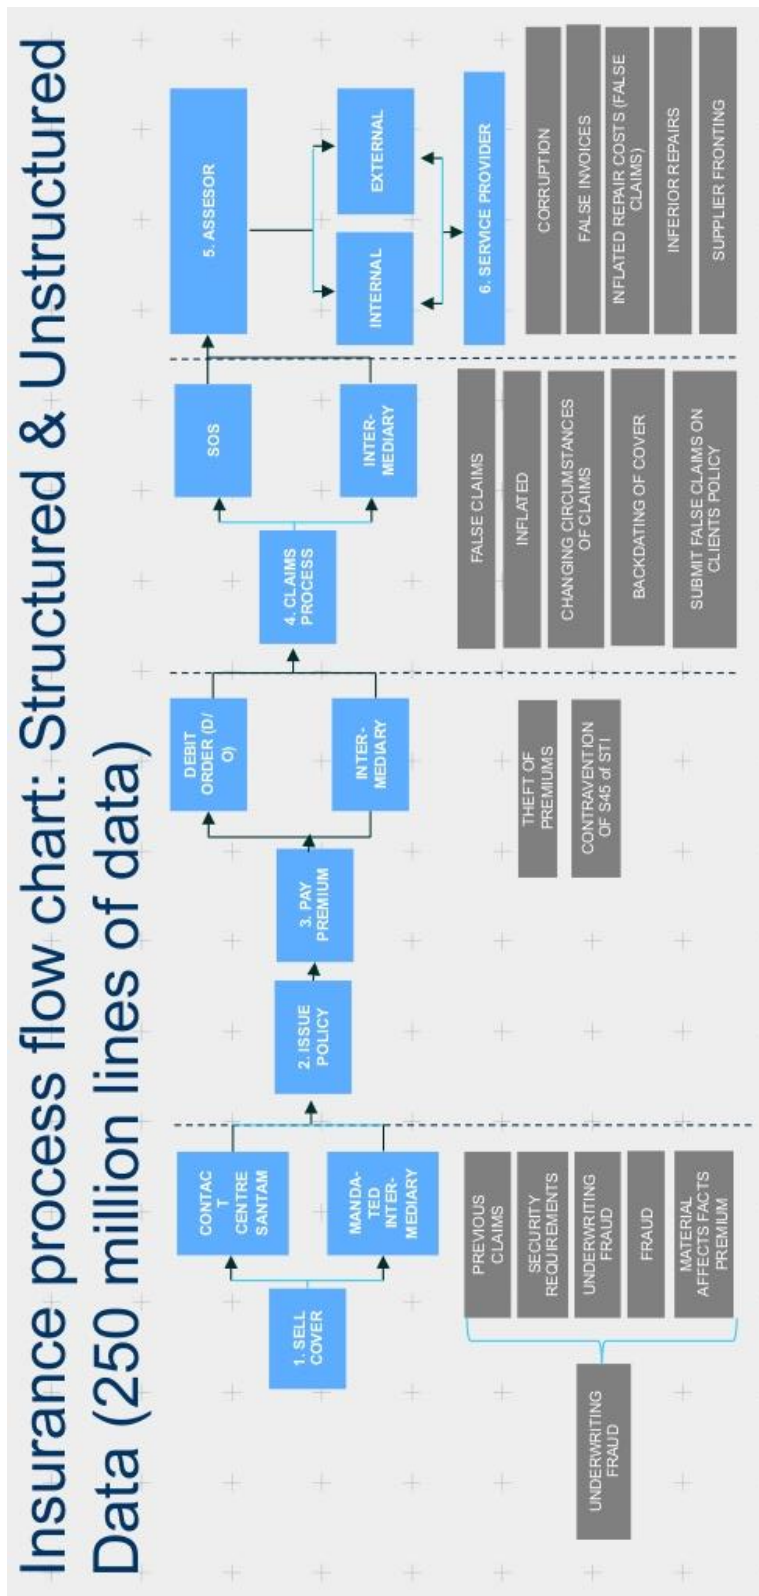 Insurance process flow chart: Structured & Unstructured
Data (250 million lines of data)
1. SELL
COVER
CONTAC
T
CENTRE
SANTAM
MANDA-
TED
INTER-
MEDIARY
2. ISSUE
POLICY
3. PAY
PREMIUM
DEBIT
ORDER (D/
O)
INTER-
MEDIARY
4. CLAIMS
PROCESS
SOS
INTER-
MEDIARY
5. ASSESOR
INTERNAL
EXTERNAL
6. SERVICE PROVIDER
UNDERWRITING
FRAUD
PREVIOUS
CLAIMS
SECURITY
REQUIREMENTS
UNDERWRITING
FRAUD
FRAUD
MATERIAL
AFFECTS FACTS
PREMIUM
THEFT OF
PREMIUMS
CONTRAVENTION
OF S45 of STI
FALSE CLAIMS
INFLATED
CHANGING CIRCUMSTANCES
OF CLAIMS
BACKDATING OF COVER
SUBMIT FALSE CLAIMS ON
CLIENTS POLICY
CORRUPTION
FALSE INVOICES
INFLATED REPAIR COSTS (FALSE
CLAIMS)
INFERIOR REPAIRS
SUPPLIER FRONTING